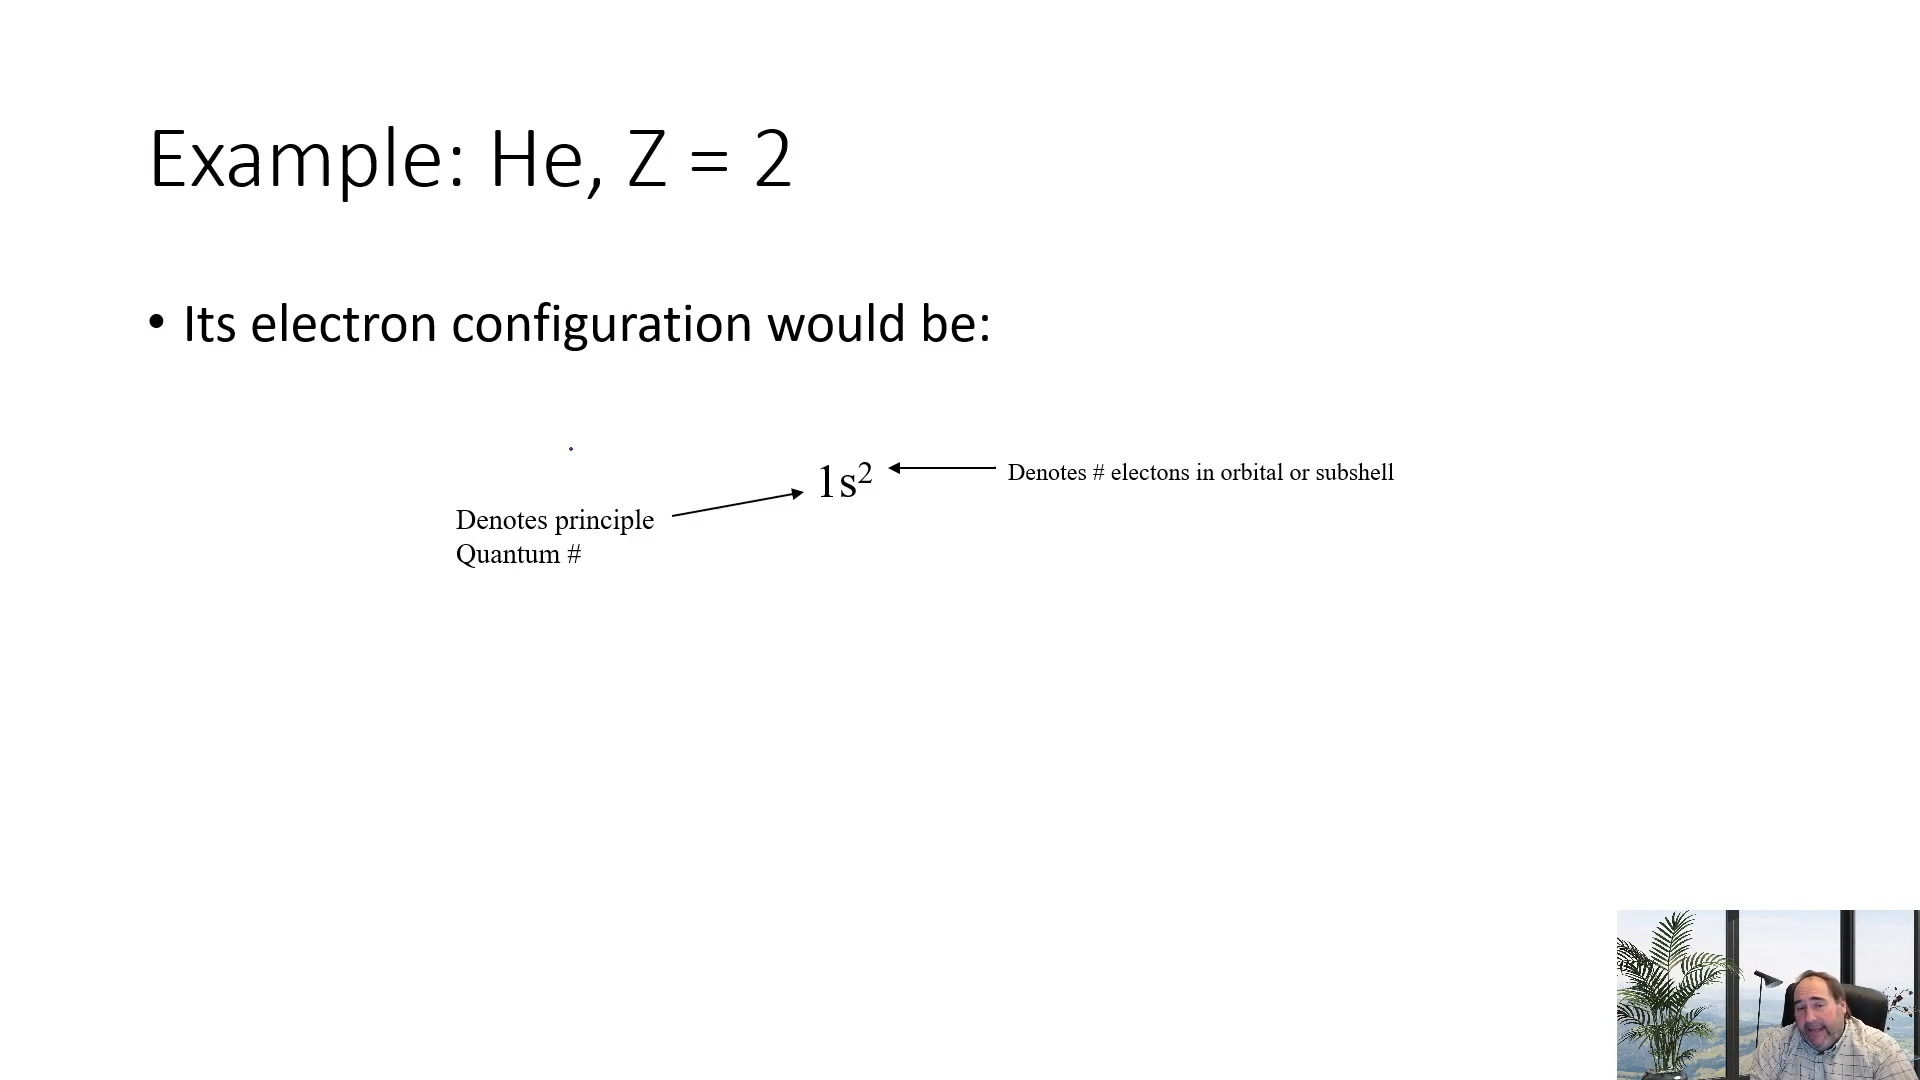 Example: He, Z = 2
• Its electron configuration would be:
1s²
Denotes # electons in orbital or subshell
Denotes principle
Quantum #